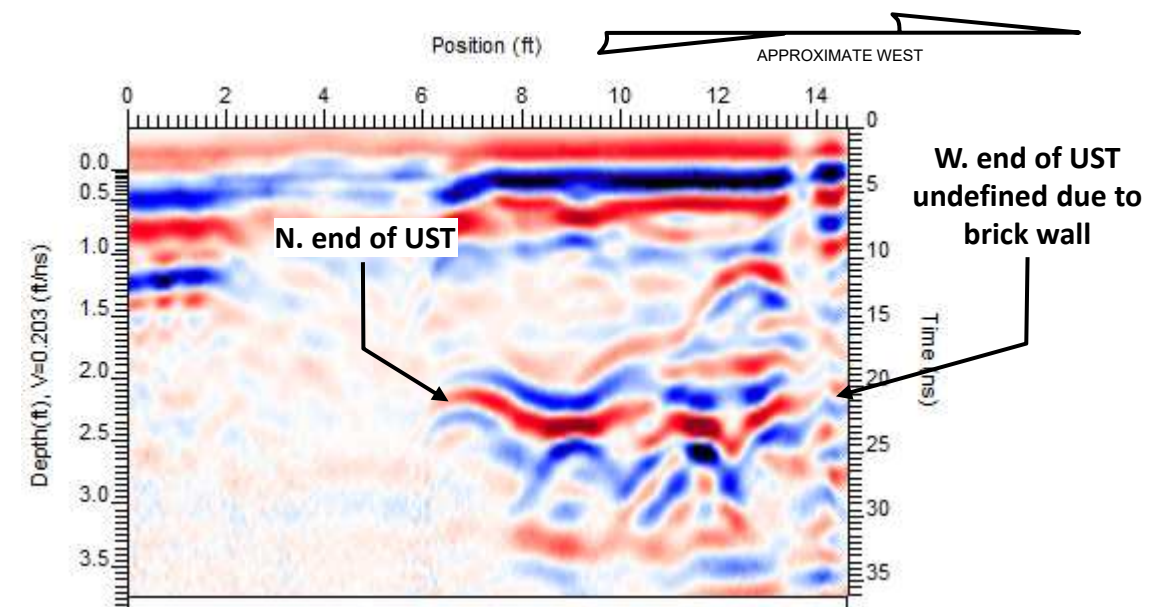 Position (ft)
APPROXIMATE WEST
0 2 4 6 8 10 12 14
0
5
10
15
20
25
30
35
0.0
0.5
1.0
1.5
2.0
2.5
3.0
3.5
Depth(ft), V=0.203 (ft/ns)
N. end of UST
W. end of UST
undefined due to
brick wall
Time (ns)